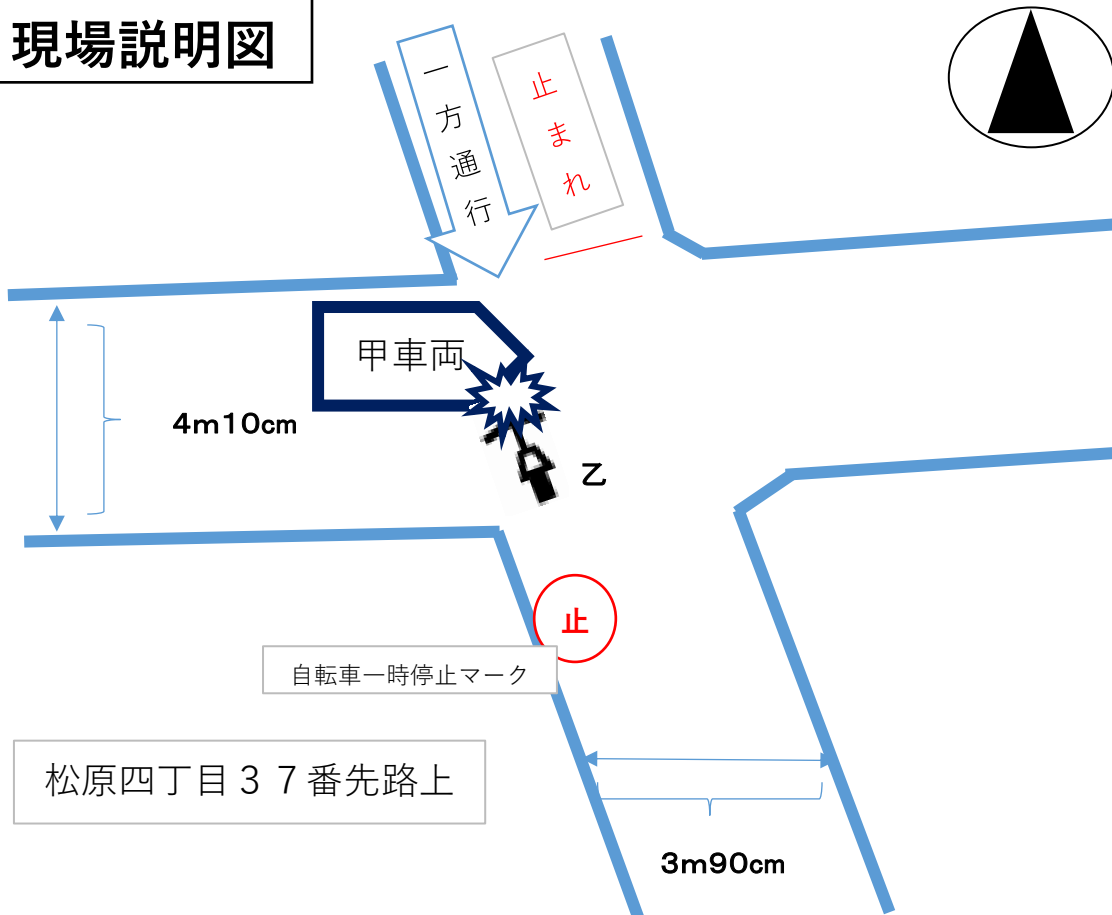 現場説明図
一方通行
止まれ
甲車両
4m10cm
乙
止
自転車一時停止マーク
松原四丁目３７番先路上
3m90cm